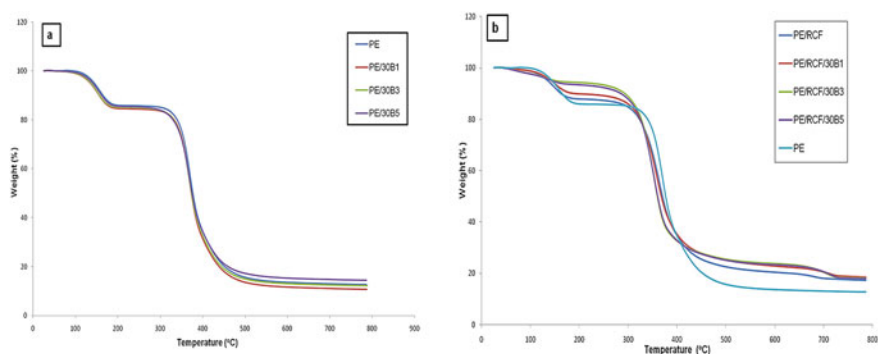 a
120
100
80
60
40
20
0
Weight (%)
0 100 200 300 400 500 600 700 800 900
Temperature (°C)
PE
PE/30B1
PE/30B3
PE/30B5
b
120
100
80
60
40
20
0
Weight (%)
0 100 200 300 400 500 600 700 800
Temperature (°C)
PE/RCF
PE/RCF/30B1
PE/RCF/30B3
PE/RCF/30B5
PE